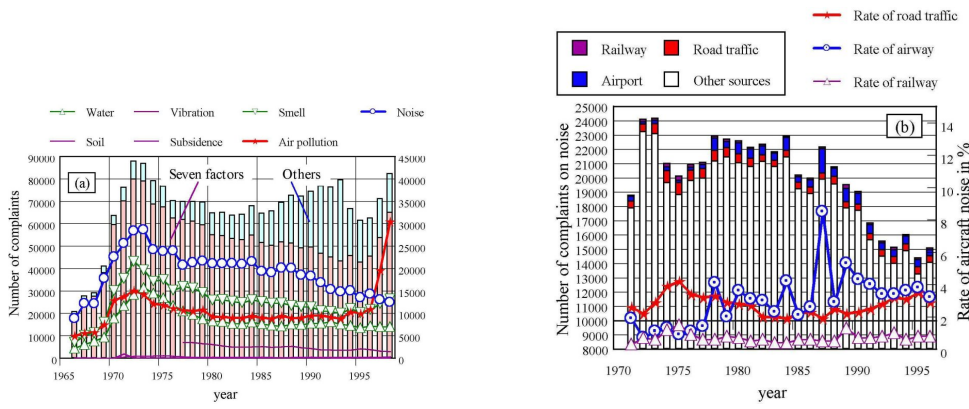 Water
Vibration
Smell
Noise
Soil
Subsidence
Air pollution
90000
80000
70000
60000
50000
40000
30000
20000
10000
0
Number of complaints
(a)
Seven factors
Others
45000
40000
35000
30000
25000
20000
15000
10000
5000
0
1965
1970
1975
1980
1985
1990
1995
year
Railway
Road traffic
Airport
Other sources
Rate of road traffic
Rate of airway
Rate of railway
25000
24000
23000
22000
21000
20000
19000
18000
17000
16000
15000
14000
13000
12000
11000
10000
9000
8000
Number of complaints on noise
(b)
14
12
10
8
6
4
2
0
Rate of aircraft noise in %
1970
1975
1980
1985
1990
1995
year